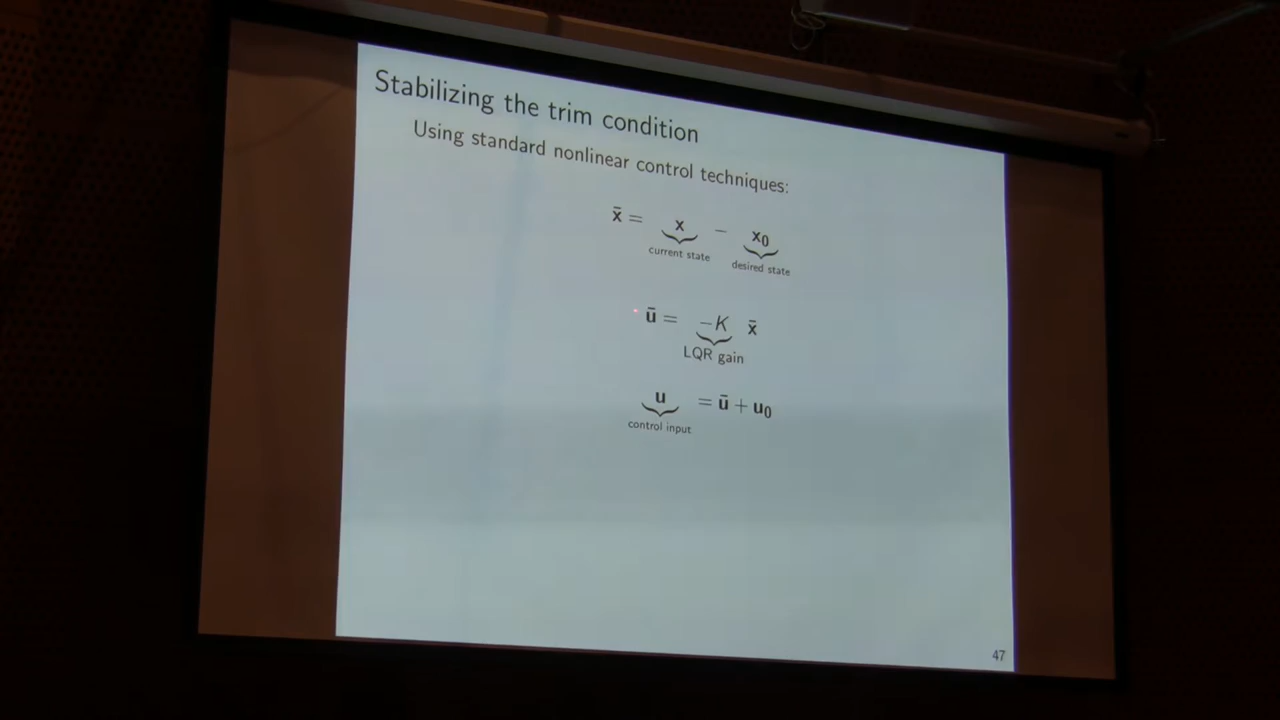 Stabilizing the trim condition
Using standard nonlinear control techniques:
x̄ = x − x₀
current state
desired state
ū = −K x̄
LQR gain
u = ū + u₀
control input
47